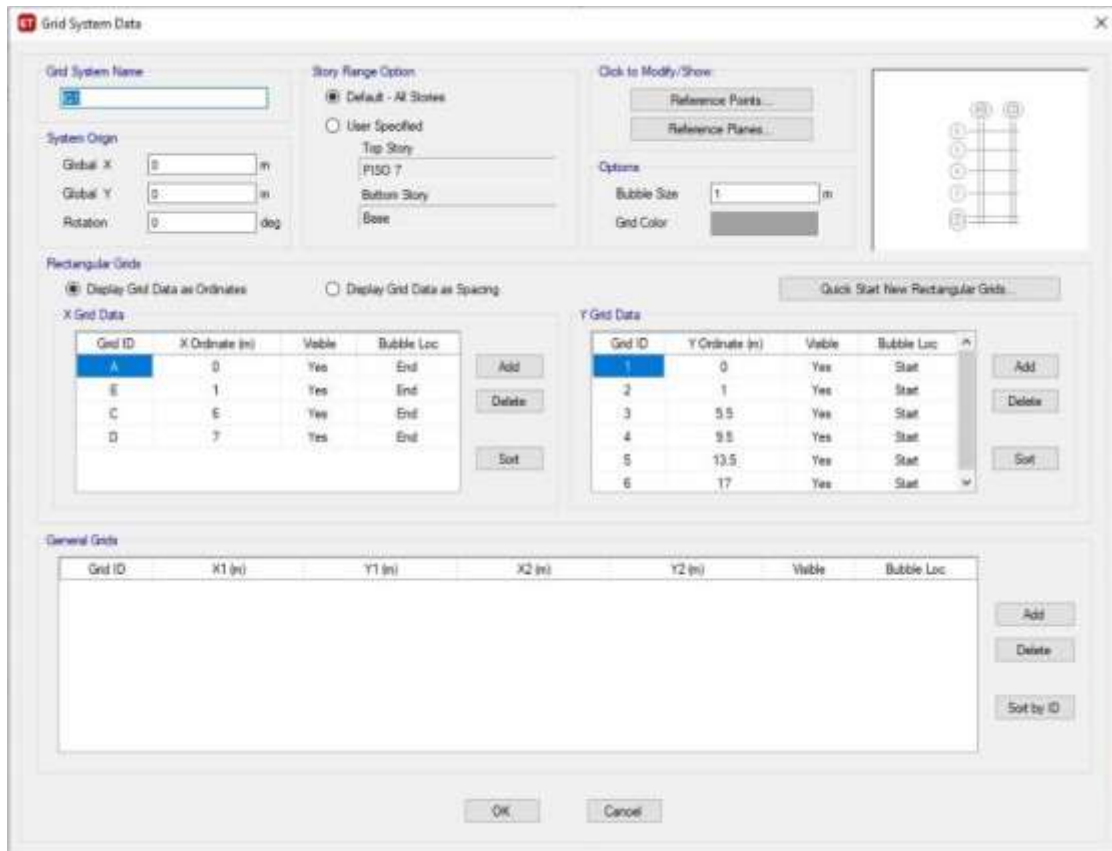 ET Grid System Data
Grid System Name
G1
System Origin
Global X 0 m
Global Y 0 m
Rotation 0 deg
Story Range Option
Default - All Stories
User Specified
Top Story
PISO 7
Bottom Story
Base
Click to Modify/Show:
Reference Points...
Reference Planes...
Options
Bubble Size 1 m
Grid Color
Rectangular Grids
Display Grid Data as Ordinates Display Grid Data as Spacing Quick Start New Rectangular Grids...
X Grid Data
Grid ID X Ordinate (m) Visible Bubble Loc
A 0 Yes End
1 Yes End
C 6 Yes End
D 7 Yes End
Add
Delete
Sort
Y Grid Data
Grid ID Y Ordinate (m) Visible Bubble Loc
1 0 Yes Start
2 1 Yes Start
3 5.5 Yes Start
4 9.5 Yes Start
5 13.5 Yes Start
6 17 Yes Start
Add
Delete
Sort
General Grids
Grid ID X1 (m) Y1 (m) X2 (m) Y2 (m) Visible Bubble Loc
Add
Delete
Sort by ID
OK Cancel